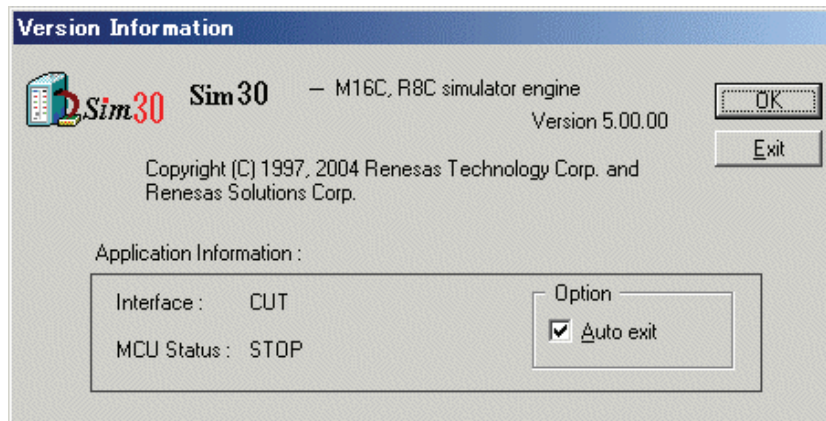 Version Information
Sim30 Sim30 — M16C, R8C simulator engine
Version 5.00.00
OK
Exit
Copyright (C) 1997, 2004 Renesas Technology Corp. and
Renesas Solutions Corp.
Application Information :
Interface : CUT
MCU Status : STOP
Option
Auto exit